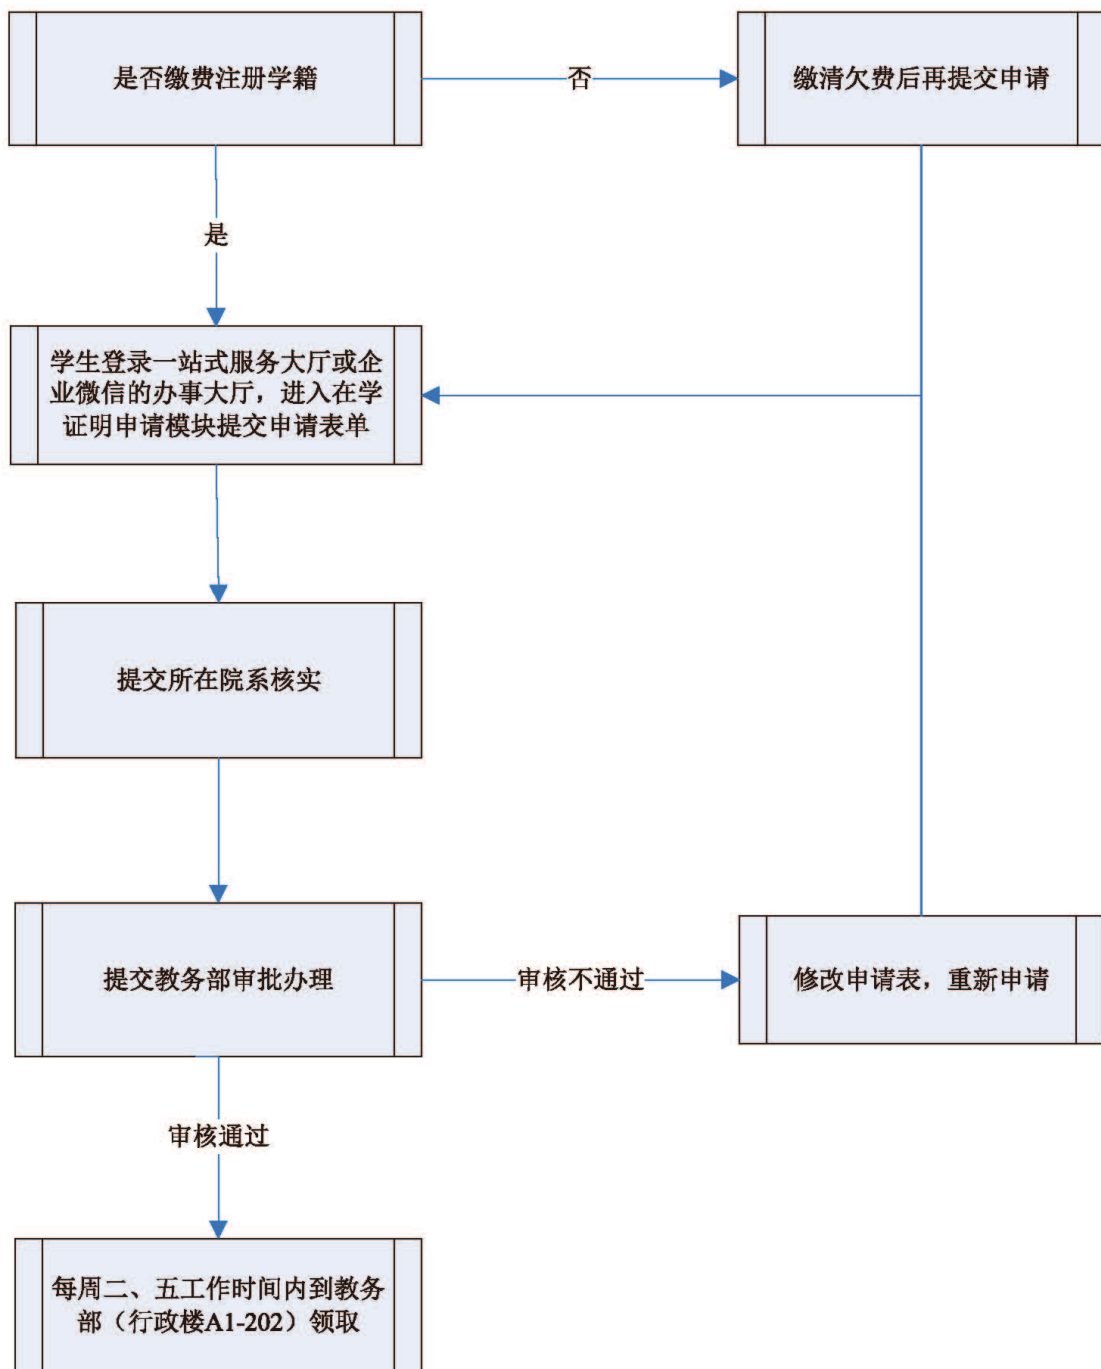 是否缴费注册学籍
否
缴清欠费后再提交申请
是
学生登录一站式服务大厅或企
业微信的办事大厅，进入在学
证明申请模块提交申请表单
提交所在院系核实
提交教务部审批办理
审核不通过
修改申请表，重新申请
审核通过
每周二、五工作时间内到教务
部（行政楼A1-202）领取